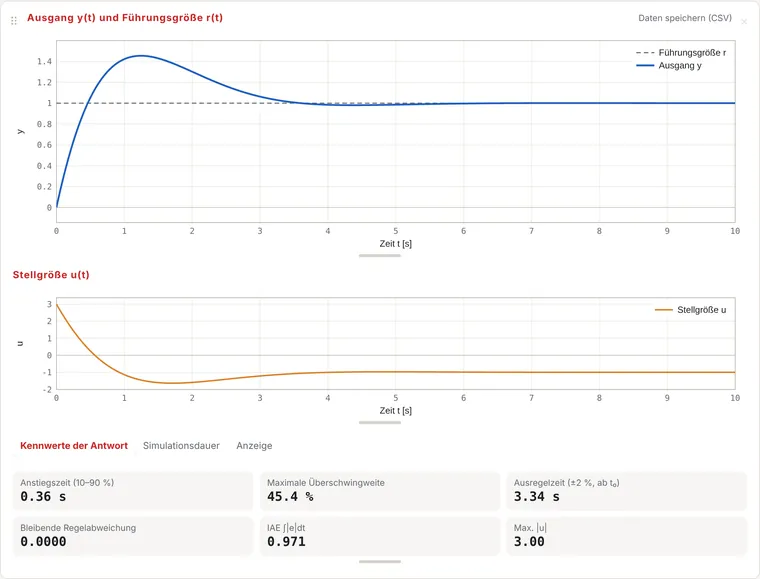 Ausgang y(t) und Führungsgröße r(t)
Daten speichern (CSV) ×
Führungsgröße r
Ausgang y
1.4
1.2
1
0.8
0.6
0.4
0.2
0
y
0 1 2 3 4 5 6 7 8 9 10
Zeit t [s]
Stellgröße u(t)
Stellgröße u
3
2
1
0
-1
-2
u
0 1 2 3 4 5 6 7 8 9 10
Zeit t [s]
Kennwerte der Antwort Simulationsdauer Anzeige
Anstiegszeit (10–90 %)
0.36 s
Maximale Überschwingweite
45.4 %
Ausregelzeit (±2 %, ab t₀)
3.34 s
Bleibende Regelabweichung
0.0000
IAE ∫|e|dt
0.971
Max. |u|
3.00